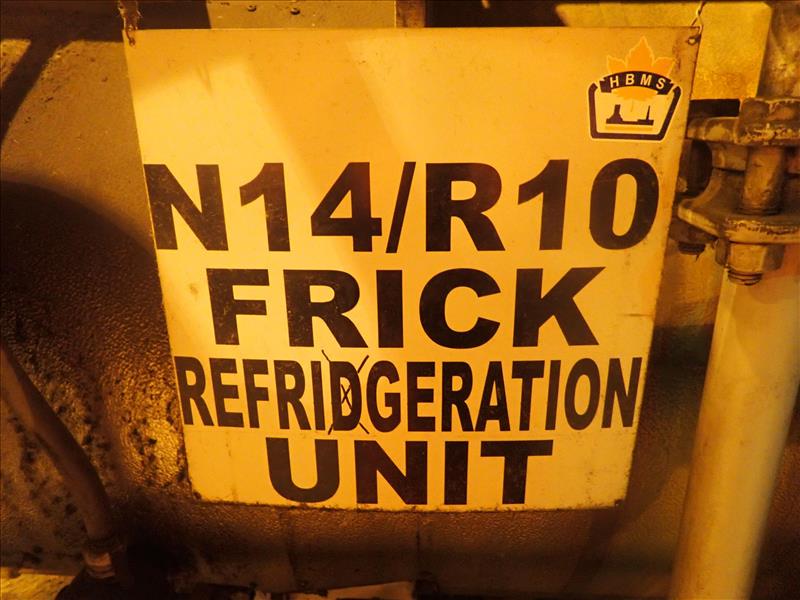 HBMS
N14/R10
FRICK
REFRIDGERATION
UNIT